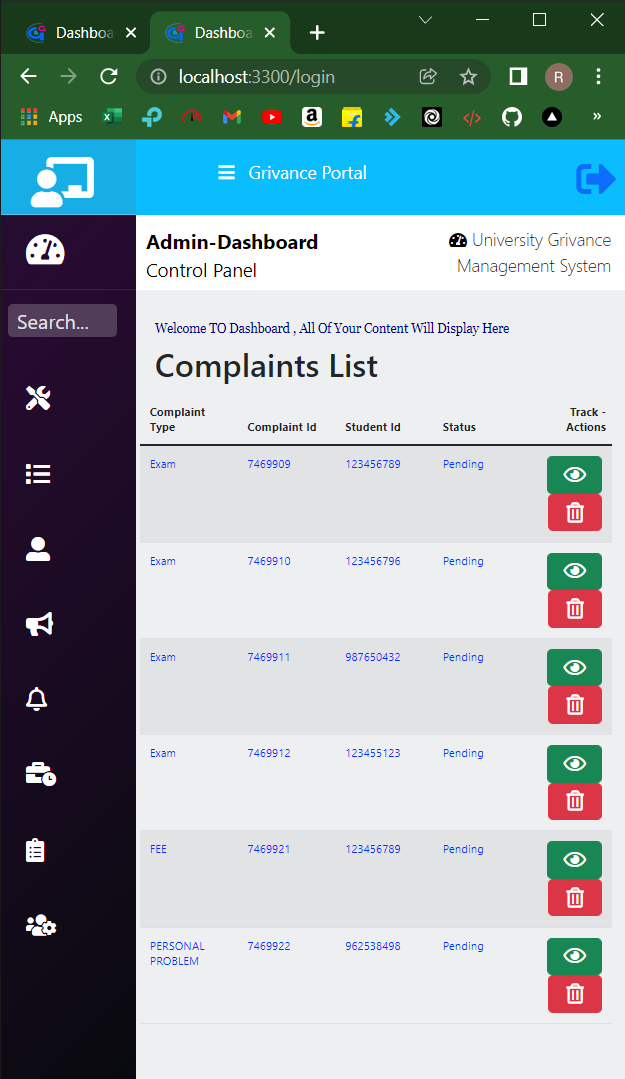 Dashboa
Dashboa
localhost:3300/login
R
Apps
Grivance Portal
Admin-Dashboard
Control Panel
University Grivance
Management System
Search...
Welcome TO Dashboard , All Of Your Content Will Display Here
Complaints List
Complaint Type Complaint Id Student Id Status Track - Actions
Exam 7469909 123456789 Pending
Exam 7469910 123456796 Pending
Exam 7469911 987650432 Pending
Exam 7469912 123455123 Pending
FEE 7469921 123456789 Pending
PERSONAL PROBLEM 7469922 962538498 Pending